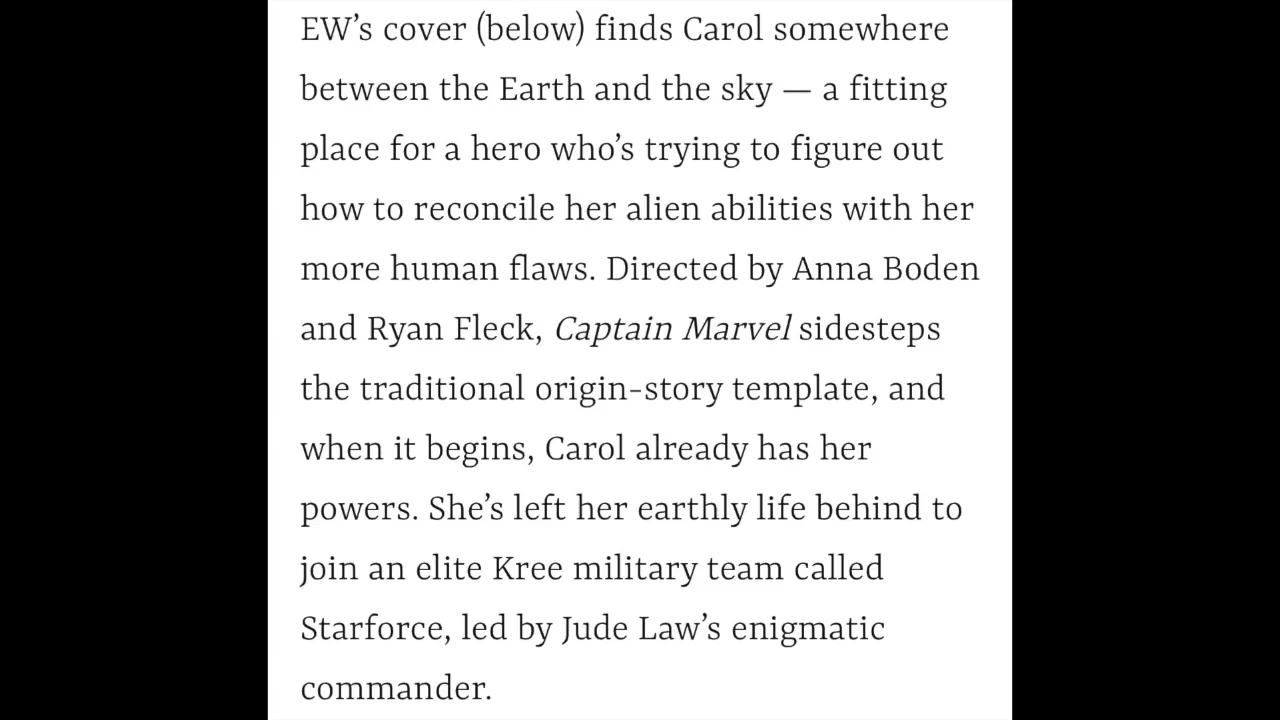 EW’s cover (below) finds Carol somewhere
between the Earth and the sky — a fitting
place for a hero who’s trying to figure out
how to reconcile her alien abilities with her
more human flaws. Directed by Anna Boden
and Ryan Fleck, Captain Marvel sidesteps
the traditional origin-story template, and
when it begins, Carol already has her
powers. She’s left her earthly life behind to
join an elite Kree military team called
Starforce, led by Jude Law’s enigmatic
commander.